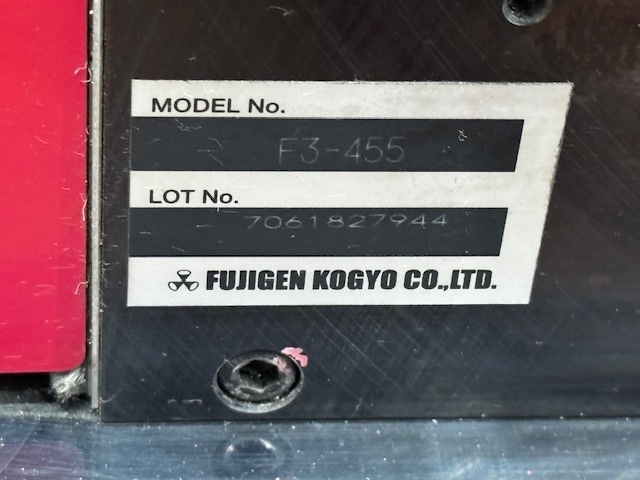 MODEL No.
F3-455
LOT No.
7061827944
FUJIGEN KOGYO CO.,LTD.